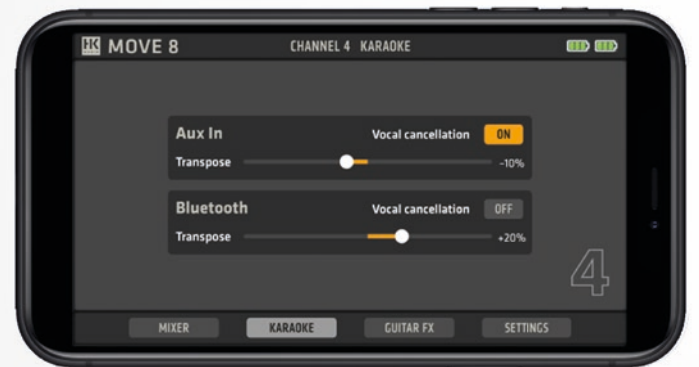 HK MOVE 8
CHANNEL 4 KARAOKE
Aux In
Vocal cancellation ON
Transpose -10%
Bluetooth
Vocal cancellation OFF
Transpose +20%
4
MIXER KARAOKE GUITAR FX SETTINGS